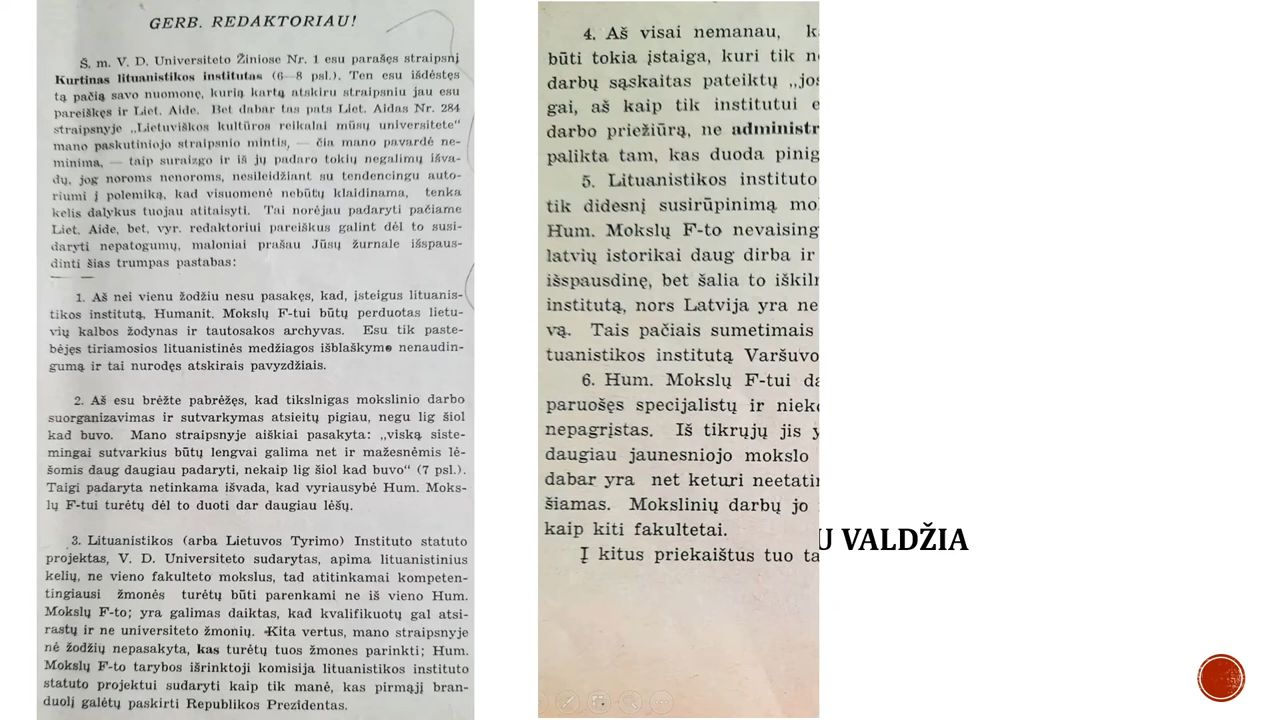 GERB. REDAKTORIAU!
Š. m. V. D. Universiteto Žiniose Nr. 1 esu parašęs straipsnį
Kurtinas lituanistikos institutas (6—8 psl.). Ten esu išdėstęs
tą pačią savo nuomonę, kurią kartą atskiru straipsniu jau esu
pareiškęs ir Liet. Aide. Bet dabar tas pats Liet. Aidas Nr. 284
straipsnyje „Lietuviškos kultūros reikalai mūsų universitete“
mano paskutiniojo straipsnio mintis, — čia mano pavardė ne-
minima, — taip suraizgo ir iš jų padaro tokių negalimų išva-
dų, jog noroms nenoroms, nesileidžiant su tendencingu auto-
riumi į polemiką, kad visuomenė nebūtų klaidinama, tenka
kelis dalykus tuojau atitaisyti. Tai norėjau padaryti pačiame
Liet. Aide, bet, vyr. redaktoriui pareiškus galint dėl to susi-
daryti nepatogumų, maloniai prašau Jūsų žurnale išspaus-
dinti šias trumpas pastabas:
1. Aš nei vienu žodžiu nesu pasakęs, kad, įsteigus lituanis-
tikos institutą, Humanit. Mokslų F-tui būtų perduotas lietu-
vių kalbos žodynas ir tautosakos archyvas. Esu tik paste-
bėjęs tiriamosios lituanistinės medžiagos išblaškymo nenaudin-
gumą ir tai nurodęs atskirais pavyzdžiais.
2. Aš esu brėžte pabrėžęs, kad tikslnigas mokslinio darbo
suorganizavimas ir sutvarkymas atsieitų pigiau, negu lig šiol
kad buvo. Mano straipsnyje aiškiai pasakyta: „viską siste-
mingai sutvarkius būtų lengvai galima net ir mažesnėmis lė-
šomis daug daugiau padaryti, nekaip lig šiol kad buvo“ (7 psl.).
Taigi padaryta netinkama išvada, kad vyriausybė Hum. Moks-
lų F-tui turėtų dėl to duoti dar daugiau lėšų.
3. Lituanistikos (arba Lietuvos Tyrimo) Instituto statuto
projektas, V. D. Universiteto sudarytas, apima lituanistinius
kelių, ne vieno fakulteto mokslus, tad atitinkamai kompeten-
tingiausi žmonės turėtų būti parenkami ne iš vieno Hum.
Mokslų F-to; yra galimas daiktas, kad kvalifikuotų gal atsi-
rastų ir ne universiteto žmonių. Kita vertus, mano straipsnyje
nė žodžių nepasakyta, kas turėtų tuos žmones parinkti; Hum.
Mokslų F-to tarybos išrinktoji komisija lituanistikos instituto
statuto projektui sudaryti kaip tik manė, kas pirmąjį bran-
duolį galėtų paskirti Republikos Prezidentas.
4. Aš visai nemanau, k
būti tokia įstaiga, kuri tik n
darbų sąskaitas pateiktų „jos
gai, aš kaip tik institutui e
darbo priežiūrą, ne administr
palikta tam, kas duoda pinig
5. Lituanistikos instituto
tik didesnį susirūpinimą mo
Hum. Mokslų F-to nevaising
latvių istorikai daug dirba ir
išspausdinę, bet šalia to iškiln
institutą, nors Latvija yra ne
vą. Tais pačiais sumetimais
tuanistikos institutą Varšuvo
6. Hum. Mokslų F-tui da
paruošęs specijalistų ir niek
nepagrįstas. Iš tikrųjų jis y
daugiau jaunesniojo mokslo
dabar yra net keturi neetatin
šiamas. Mokslinių darbų jo
kaip kiti fakultetai.
Į kitus priekaištus tuo ta
U VALDŽIA